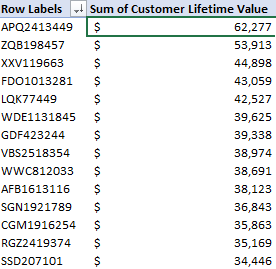 Row Labels Sum of Customer Lifetime Value
APQ2413449 $ 62,277
ZQB198457 $ 53,913
XXV119663 $ 44,898
FDO1013281 $ 43,059
LQK77449 $ 42,527
WDE1131845 $ 39,625
GDF423244 $ 39,338
VBS2518354 $ 38,974
WWC812033 $ 38,691
AFB1613116 $ 38,123
SGN1921789 $ 36,843
CGM1916254 $ 35,863
RGZ2419374 $ 35,169
SSD207101 $ 34,446